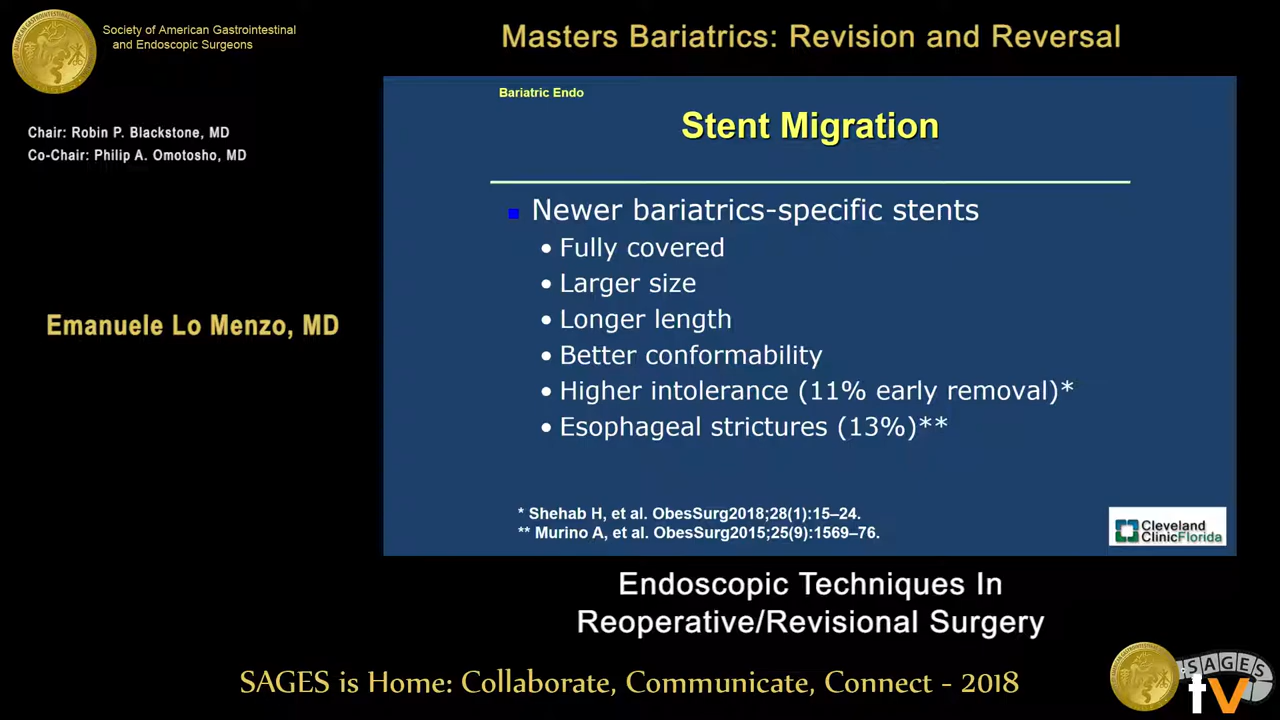 Society of American Gastrointestinal
and Endoscopic Surgeons
Masters Bariatrics: Revision and Reversal
Chair: Robin P. Blackstone, MD
Co-Chair: Philip A. Omotosho, MD
Emanuele Lo Menzo, MD
Bariatric Endo
Stent Migration
Newer bariatrics-specific stents
• Fully covered
• Larger size
• Longer length
• Better conformability
• Higher intolerance (11% early removal)*
• Esophageal strictures (13%)**
* Shehab H, et al. ObesSurg2018;28(1):15–24.
** Murino A, et al. ObesSurg2015;25(9):1569–76.
Cleveland
ClinicFlorida
Endoscopic Techniques In
Reoperative/Revisional Surgery
SAGES is Home: Collaborate, Communicate, Connect - 2018
SAGES
tv